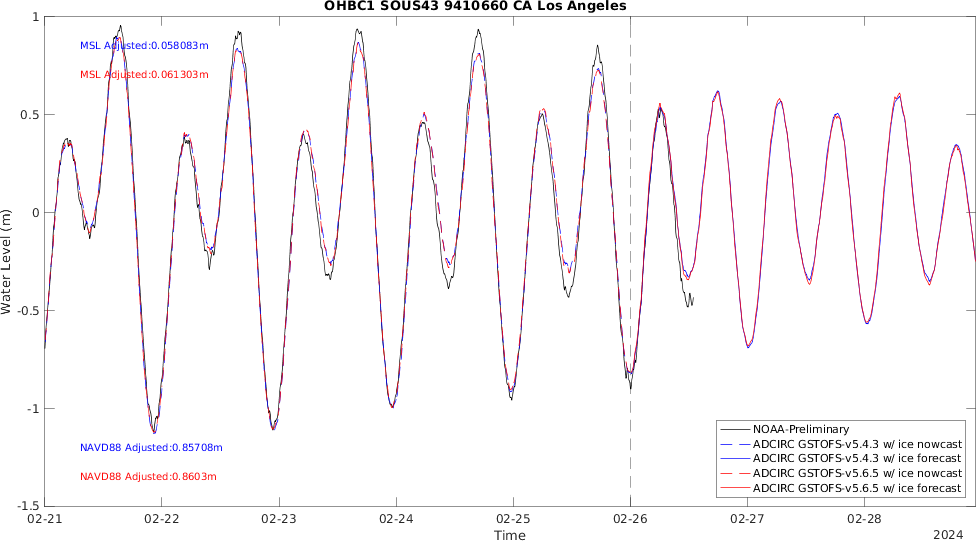 OHBC1 SOUS43 9410660 CA Los Angeles
1
MSL Adjusted:0.058083m
MSL Adjusted:0.061303m
0.5
0
Water Level (m)
-0.5
-1
NAVD88 Adjusted:0.85708m
NAVD88 Adjusted:0.8603m
-1.5
NOAA-Preliminary
ADCIRC GSTOFS-v5.4.3 w/ ice nowcast
ADCIRC GSTOFS-v5.4.3 w/ ice forecast
ADCIRC GSTOFS-v5.6.5 w/ ice nowcast
ADCIRC GSTOFS-v5.6.5 w/ ice forecast
02-21 02-22 02-23 02-24 02-25 02-26 02-27 02-28
Time
2024